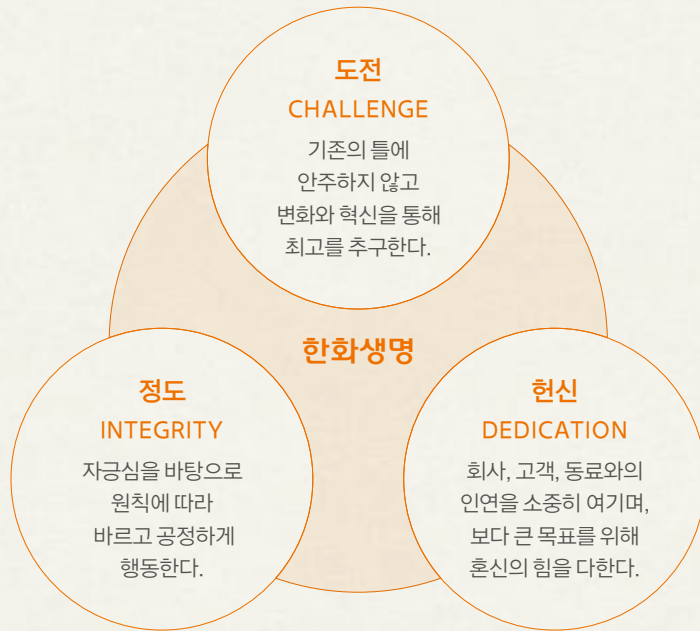 도전
CHALLENGE
기존의 틀에
안주하지 않고
변화와 혁신을 통해
최고를 추구한다.
한화생명
정도
INTEGRITY
자긍심을 바탕으로
원칙에 따라
바르고 공정하게
행동한다.
헌신
DEDICATION
회사, 고객, 동료와의
인연을 소중히 여기며,
보다 큰 목표를 위해
혼신의 힘을 다한다.